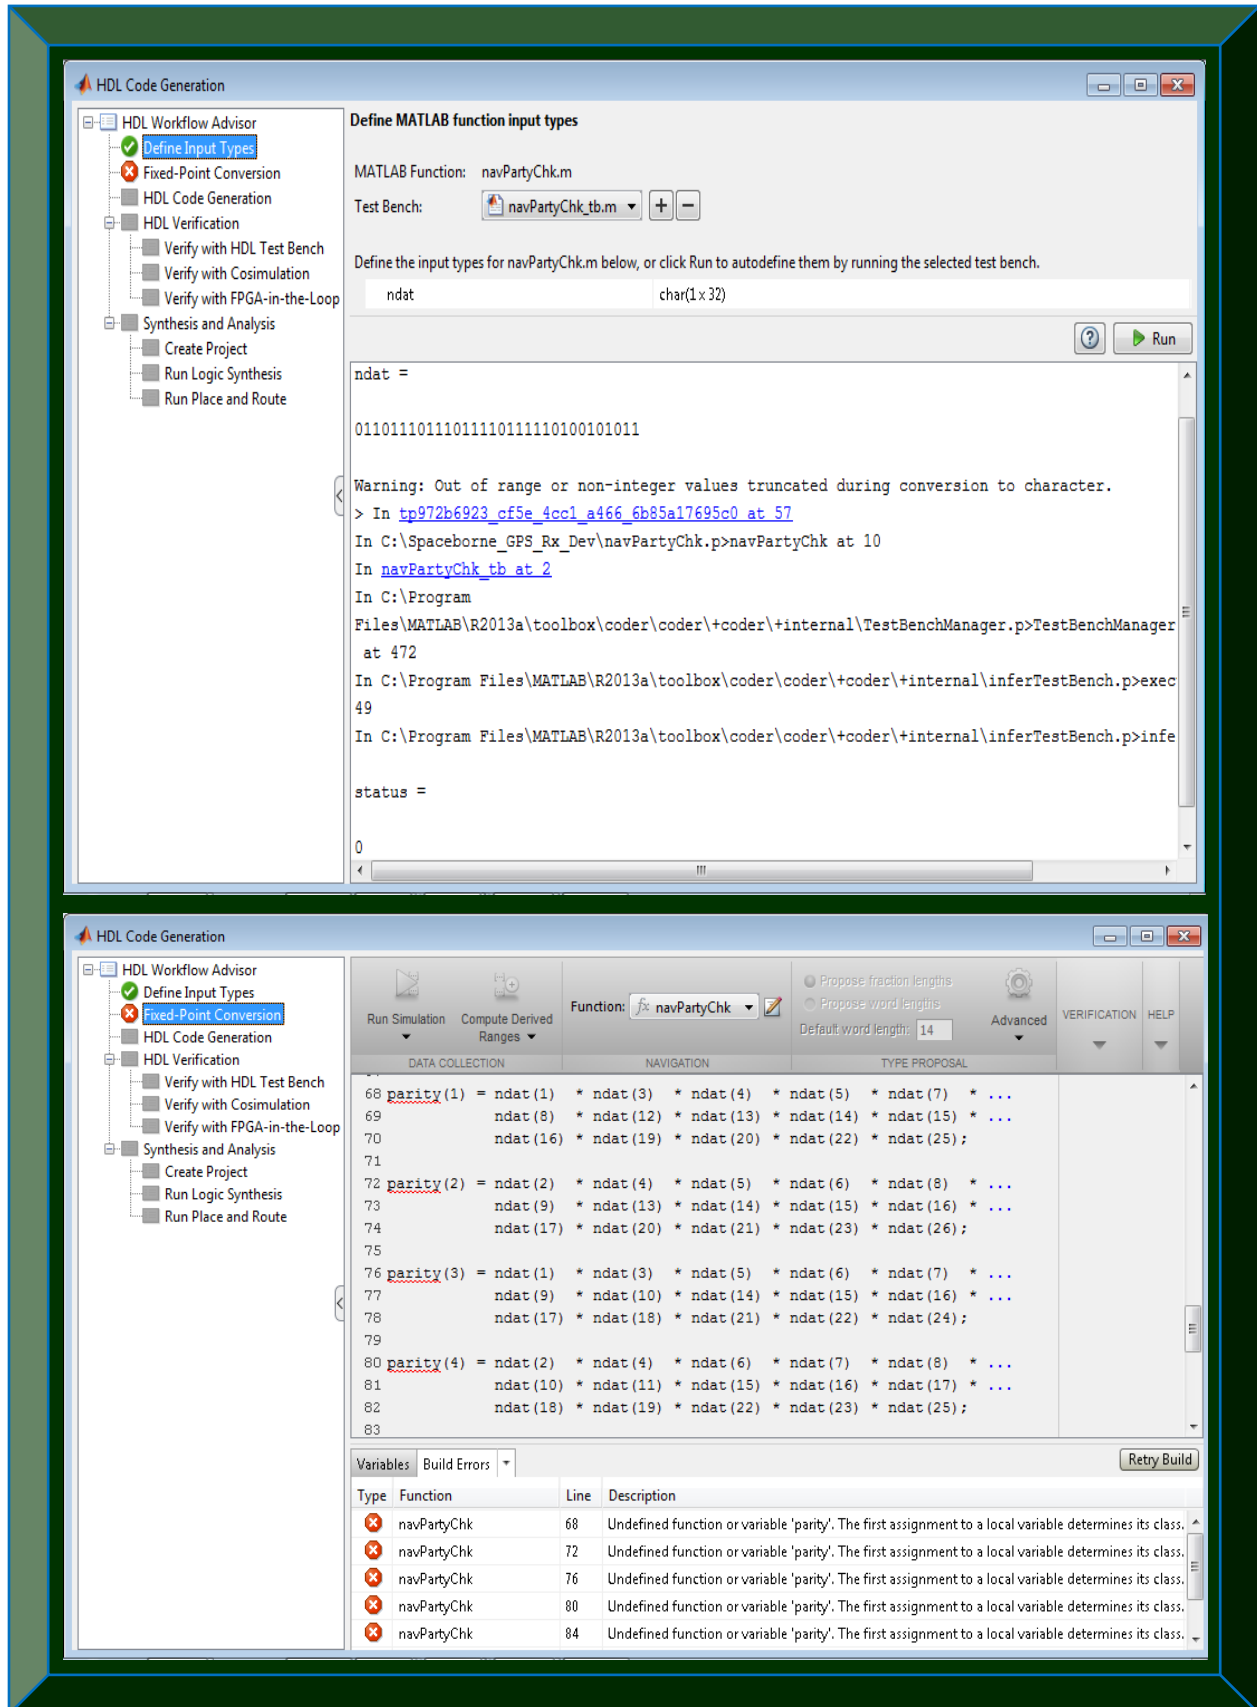 HDL Code Generation
HDL Workflow Advisor
Define Input Types
Fixed-Point Conversion
HDL Code Generation
HDL Verification
Verify with HDL Test Bench
Verify with Cosimulation
Verify with FPGA-in-the-Loop
Synthesis and Analysis
Create Project
Run Logic Synthesis
Run Place and Route
Define MATLAB function input types
MATLAB Function: navPartyChk.m
Test Bench: navPartyChk_tb.m
Define the input types for navPartyChk.m below, or click Run to autodefine them by running the selected test bench.
ndat char(1 x 32)
Run
ndat =
01101110111011110111110100101011
Warning: Out of range or non-integer values truncated during conversion to character.
> In tp972b6923_cf5e_4cc1_a466_6b85a17695c0 at 57
In C:\Spaceborne_GPS_Rx_Dev\navPartyChk.p>navPartyChk at 10
In navPartyChk_tb at 2
In C:\Program
Files\MATLAB\R2013a\toolbox\coder\coder\+coder\+internal\TestBenchManager.p>TestBenchManager
at 472
In C:\Program Files\MATLAB\R2013a\toolbox\coder\coder\+coder\+internal\inferTestBench.p>exec
49
In C:\Program Files\MATLAB\R2013a\toolbox\coder\coder\+coder\+internal\inferTestBench.p>infe
status =
0
HDL Code Generation
HDL Workflow Advisor
Define Input Types
Fixed-Point Conversion
HDL Code Generation
HDL Verification
Verify with HDL Test Bench
Verify with Cosimulation
Verify with FPGA-in-the-Loop
Synthesis and Analysis
Create Project
Run Logic Synthesis
Run Place and Route
Run Simulation
Compute Derived
Ranges
DATA COLLECTION
Function: fx navPartyChk
NAVIGATION
Propose fraction lengths
Propose word lengths
Default word length: 14
Advanced
TYPE PROPOSAL
VERIFICATION
HELP
68 parity(1) = ndat(1) * ndat(3) * ndat(4) * ndat(5) * ndat(7) * ...
69 ndat(8) * ndat(12) * ndat(13) * ndat(14) * ndat(15) * ...
70 ndat(16) * ndat(19) * ndat(20) * ndat(22) * ndat(25);
71
72 parity(2) = ndat(2) * ndat(4) * ndat(5) * ndat(6) * ndat(8) * ...
73 ndat(9) * ndat(13) * ndat(14) * ndat(15) * ndat(16) * ...
74 ndat(17) * ndat(20) * ndat(21) * ndat(23) * ndat(26);
75
76 parity(3) = ndat(1) * ndat(3) * ndat(5) * ndat(6) * ndat(7) * ...
77 ndat(9) * ndat(10) * ndat(14) * ndat(15) * ndat(16) * ...
78 ndat(17) * ndat(18) * ndat(21) * ndat(22) * ndat(24);
79
80 parity(4) = ndat(2) * ndat(4) * ndat(6) * ndat(7) * ndat(8) * ...
81 ndat(10) * ndat(11) * ndat(15) * ndat(16) * ndat(17) * ...
82 ndat(18) * ndat(19) * ndat(22) * ndat(23) * ndat(25);
83
Variables Build Errors Retry Build
Type Function Line Description
navPartyChk 68 Undefined function or variable 'parity'. The first assignment to a local variable determines its class.
navPartyChk 72 Undefined function or variable 'parity'. The first assignment to a local variable determines its class.
navPartyChk 76 Undefined function or variable 'parity'. The first assignment to a local variable determines its class.
navPartyChk 80 Undefined function or variable 'parity'. The first assignment to a local variable determines its class.
navPartyChk 84 Undefined function or variable 'parity'. The first assignment to a local variable determines its class.